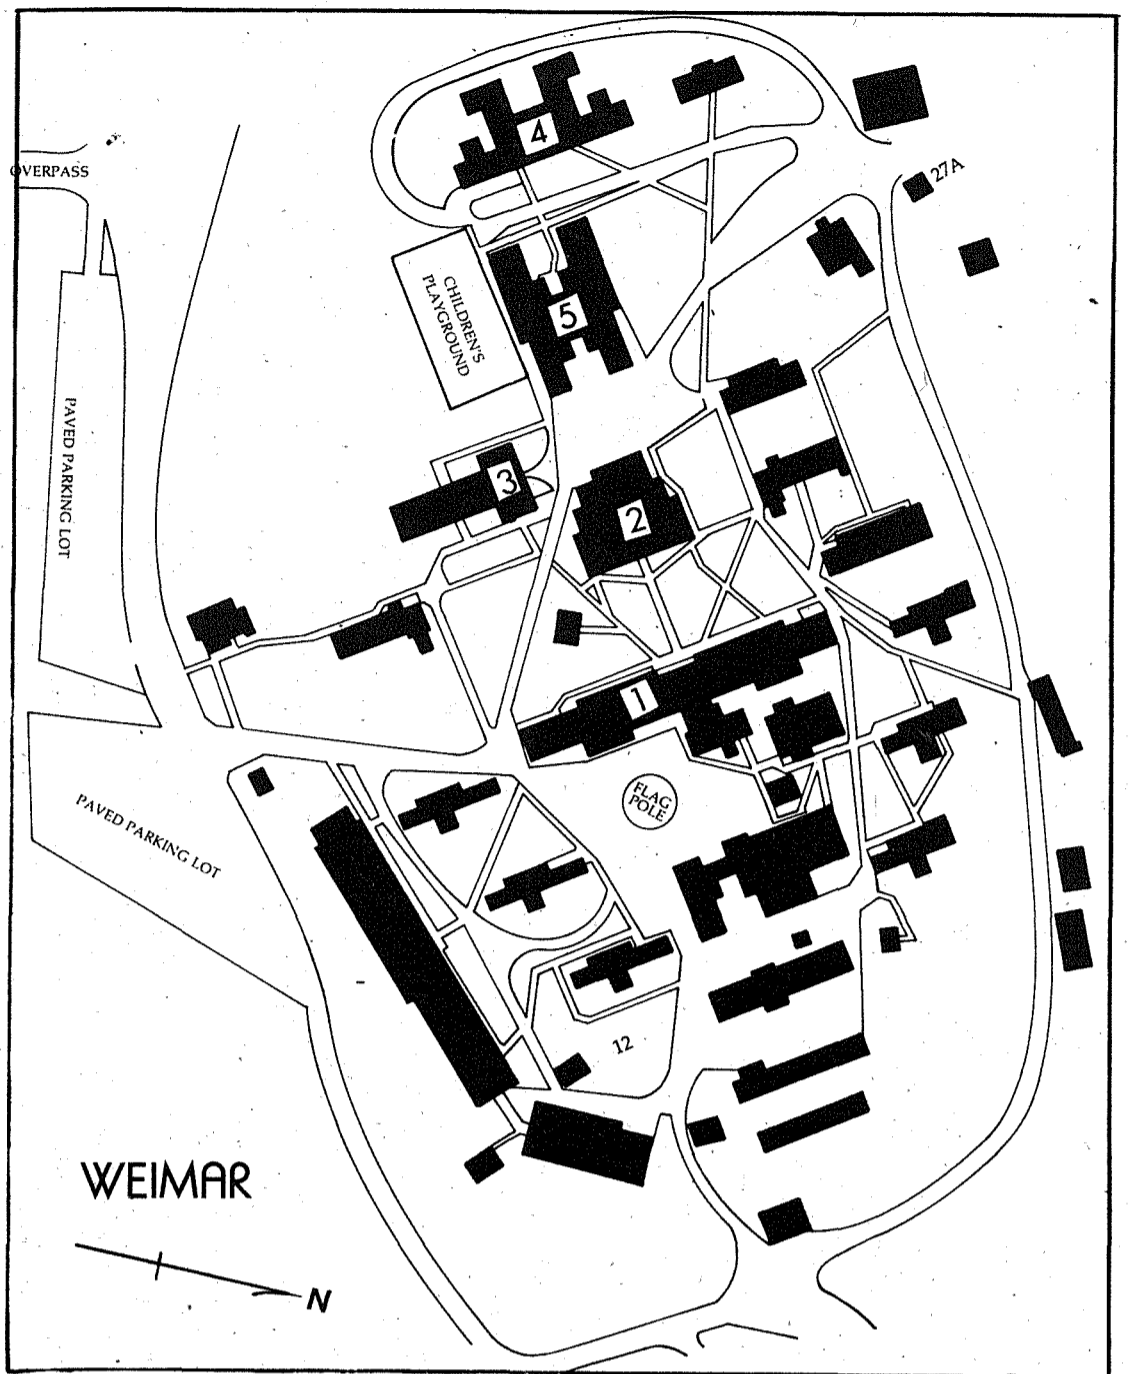 4
27A
OVERPASS
CHILDREN'S
PLAYGROUND
5
PAVED PARKING LOT
3
2
1
FLAG
POLE
PAVED PARKING LOT
12
WEIMAR
N